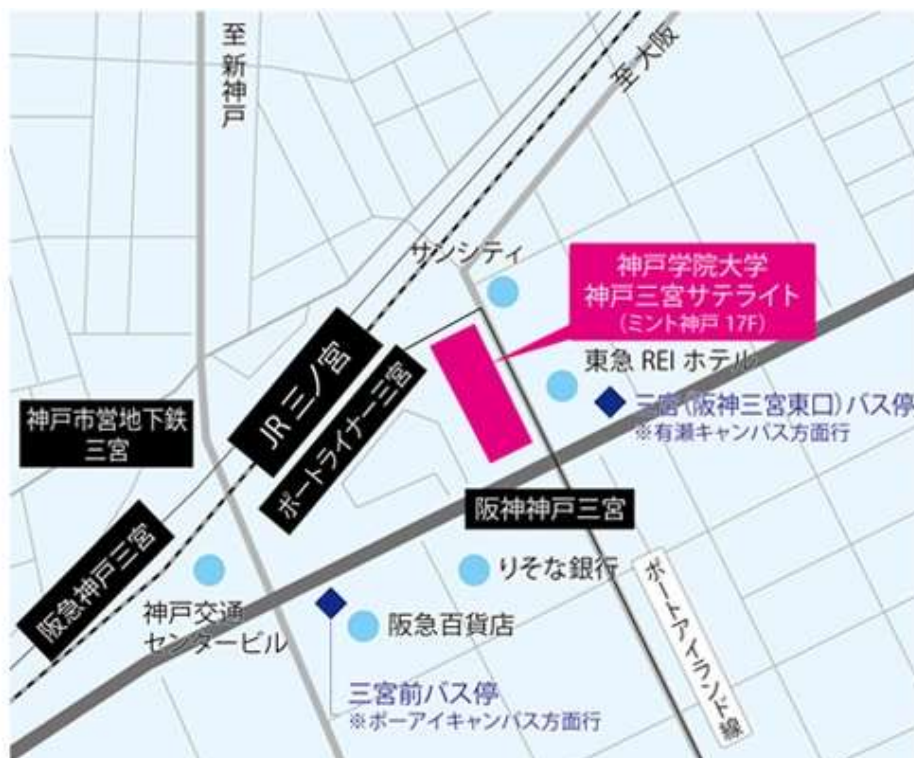 至 新神戸
至 大阪
サンシティ
神戸学院大学
神戸三宮サテライト
（ミント神戸 17F）
東急 REI ホテル
三宮（阪神三宮東口）バス停
※有瀬キャンパス方面行
JR 三ノ宮
ポートライナー三宮
神戸市営地下鉄
三宮
阪急神戸三宮
阪神神戸三宮
りそな銀行
神戸交通
センタービル
阪急百貨店
三宮前バス停
※ポーアイキャンパス方面行
ポートアイランド線